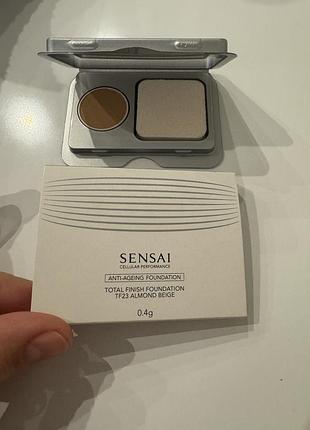 SENSAI
CELLULAR PERFORMANCE
ANTI-AGEING FOUNDATION
TOTAL FINISH FOUNDATION
TF23 ALMOND BEIGE
0.4g